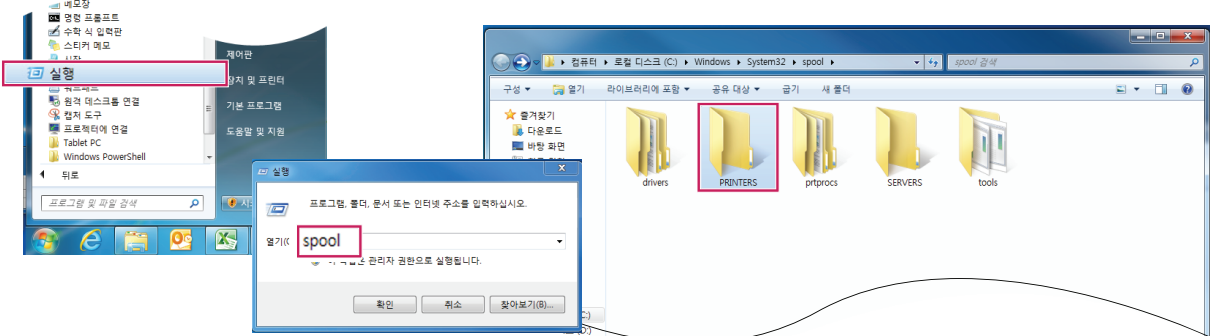 메모장
명령 프롬프트
수학 식 입력판
스티커 메모
실행
원격 데스크톱 연결
캡처 도구
프로젝터에 연결
Tablet PC
Windows PowerShell
뒤로
프로그램 및 파일 검색
제어판
장치 및 프린터
기본 프로그램
도움말 및 지원
실행
프로그램, 폴더, 문서 또는 인터넷 주소를 입력하십시오.
열기(
spool
관리자 권한으로 실행됩니다.
확인 취소 찾아보기(B)...
컴퓨터 로컬 디스크 (C:) Windows System32 spool spool 검색
구성 열기 라이브러리에 포함 공유 대상 굽기 새 폴더
즐겨찾기
다운로드
바탕 화면
drivers PRINTERS prtprocs SERVERS tools